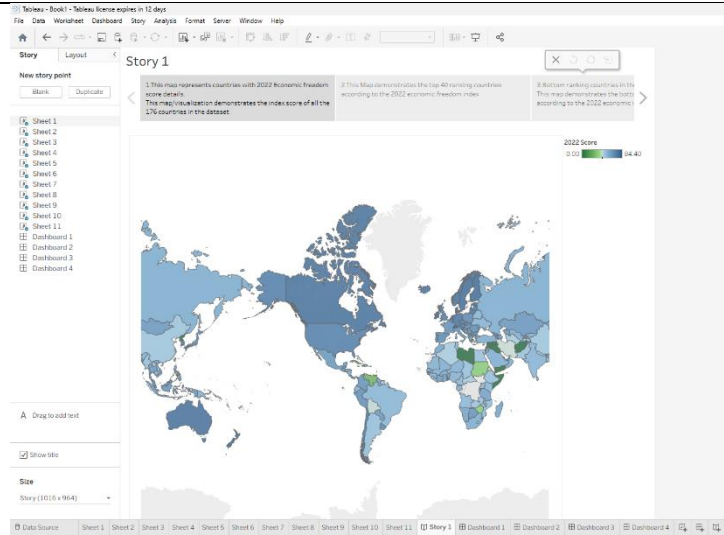 Tableau - Book1 - Tableau license expires in 12 days
File Data Worksheet Dashboard Story Analysis Format Server Window Help
Story Layout
New story point
Blank Duplicate
Sheet 1
Sheet 2
Sheet 3
Sheet 4
Sheet 5
Sheet 6
Sheet 7
Sheet 8
Sheet 9
Sheet 10
Sheet 11
Dashboard 1
Dashboard 2
Dashboard 3
Dashboard 4
A Drag to add text
Show title
Size
Story (1016 x 964)
Story 1
1.This map represents countries with 2022 Economic freedom
score details.
This map/visualization demonstrates the index score of all the
176 countries in the dataset
2.This Map demonstrates the top 40 ranking countries
according to the 2022 economic freedom index
3.Bottom ranking countries in the
This map demonstrates the bott
according to the 2022 economic
2022 Score
0.00 84.40
Data Source Sheet 1 Sheet 2 Sheet 3 Sheet 4 Sheet 5 Sheet 6 Sheet 7 Sheet 8 Sheet 9 Sheet 10 Sheet 11 Story 1 Dashboard 1 Dashboard 2 Dashboard 3 Dashboard 4